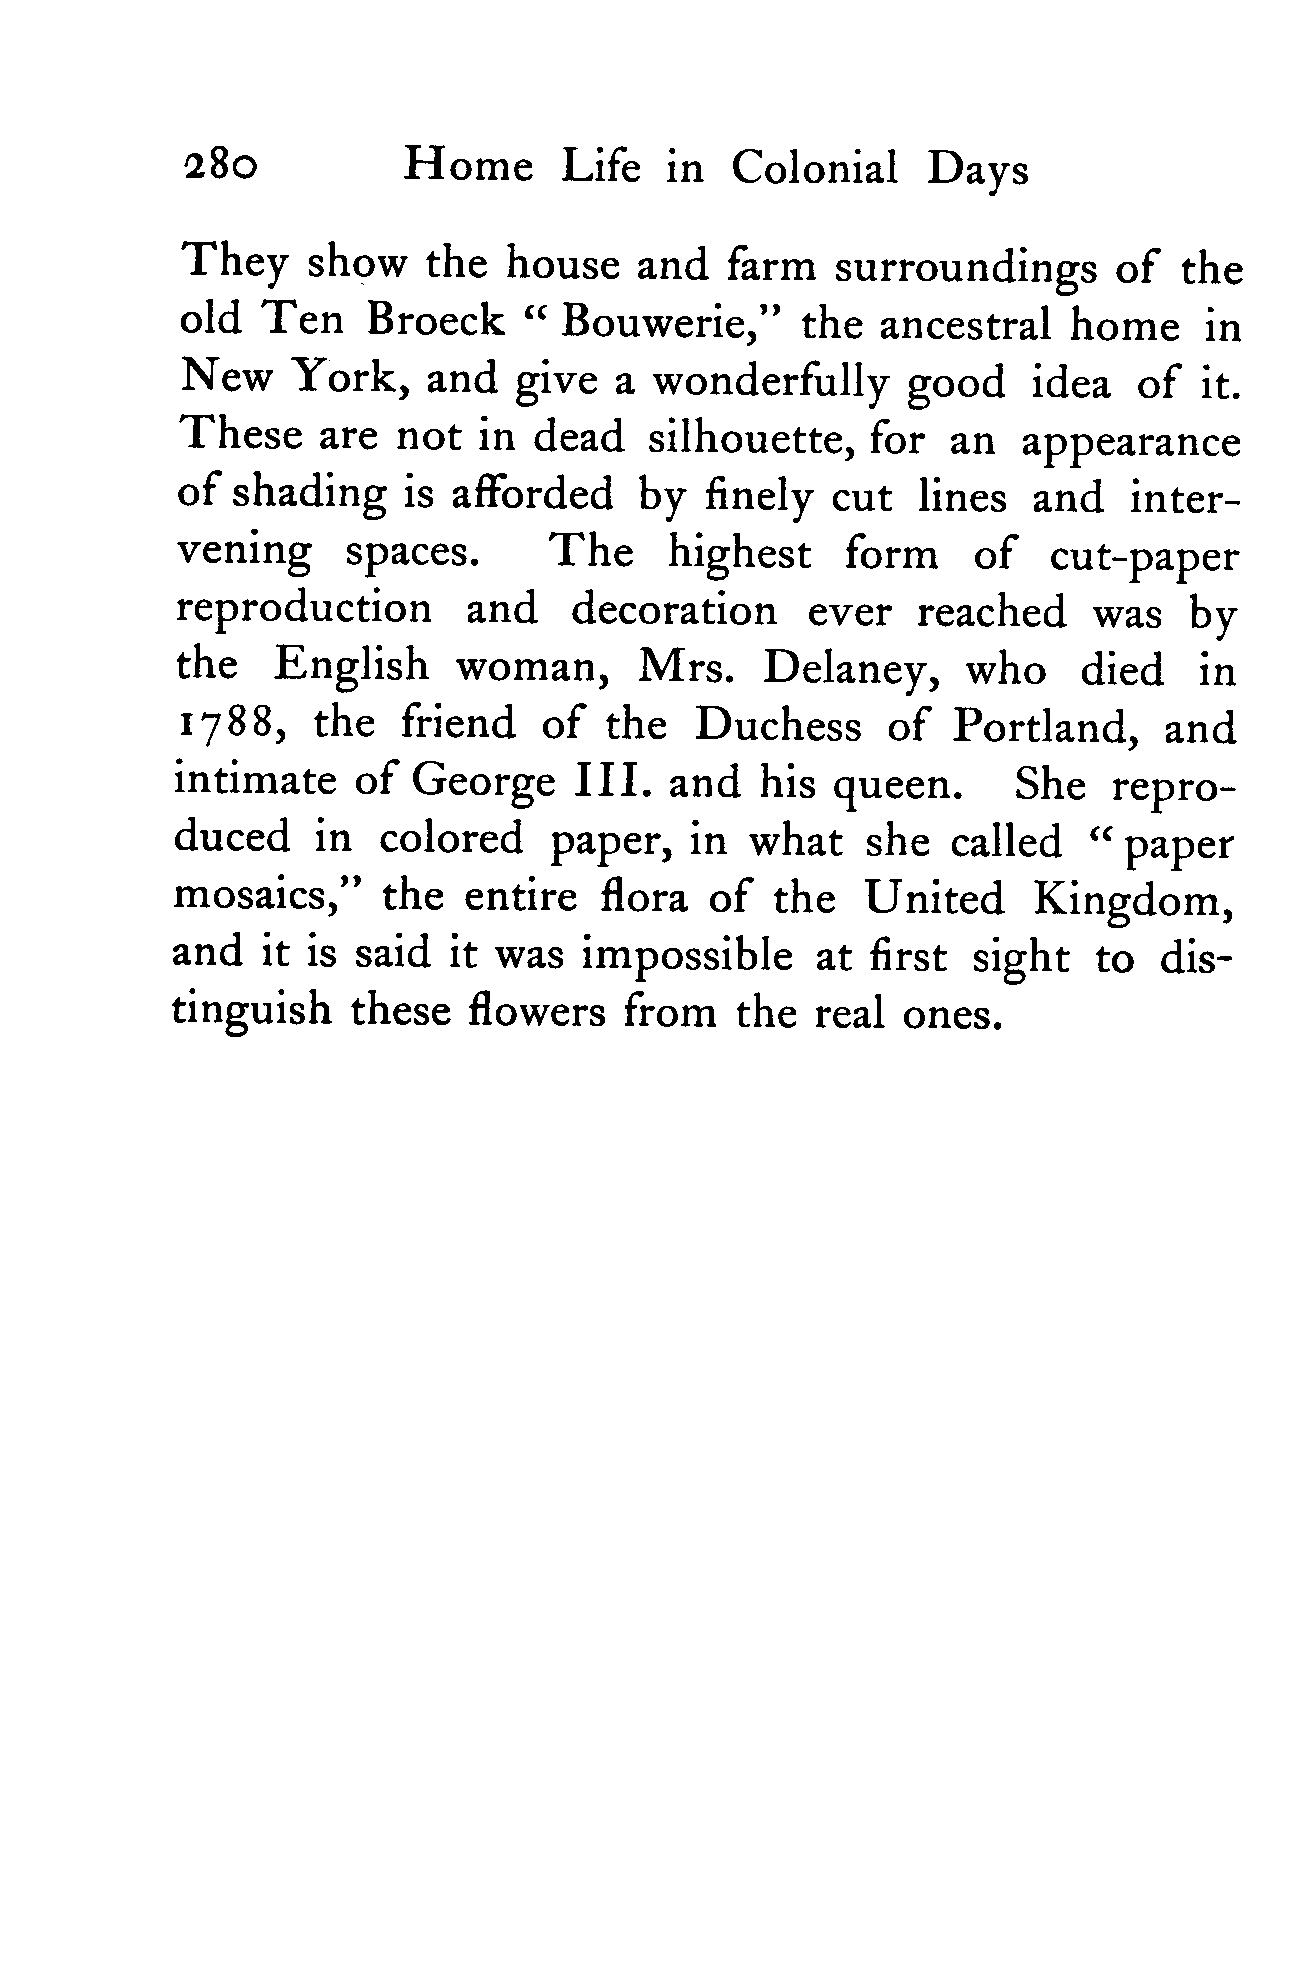 280 Home Life in Colonial Days
They show the house and farm surroundings of the
old Ten Broeck “ Bouwerie,” the ancestral home in
New York, and give a wonderfully good idea of it.
These are not in dead silhouette, for an appearance
of shading is afforded by finely cut lines and inter-
vening spaces. The highest form of cut-paper
reproduction and decoration ever reached was by
the English woman, Mrs. Delaney, who died in
1788, the friend of the Duchess of Portland, and
intimate of George III. and his queen. She repro-
duced in colored paper, in what she called “ paper
mosaics,” the entire flora of the United Kingdom,
and it is said it was impossible at first sight to dis-
tinguish these flowers from the real ones.